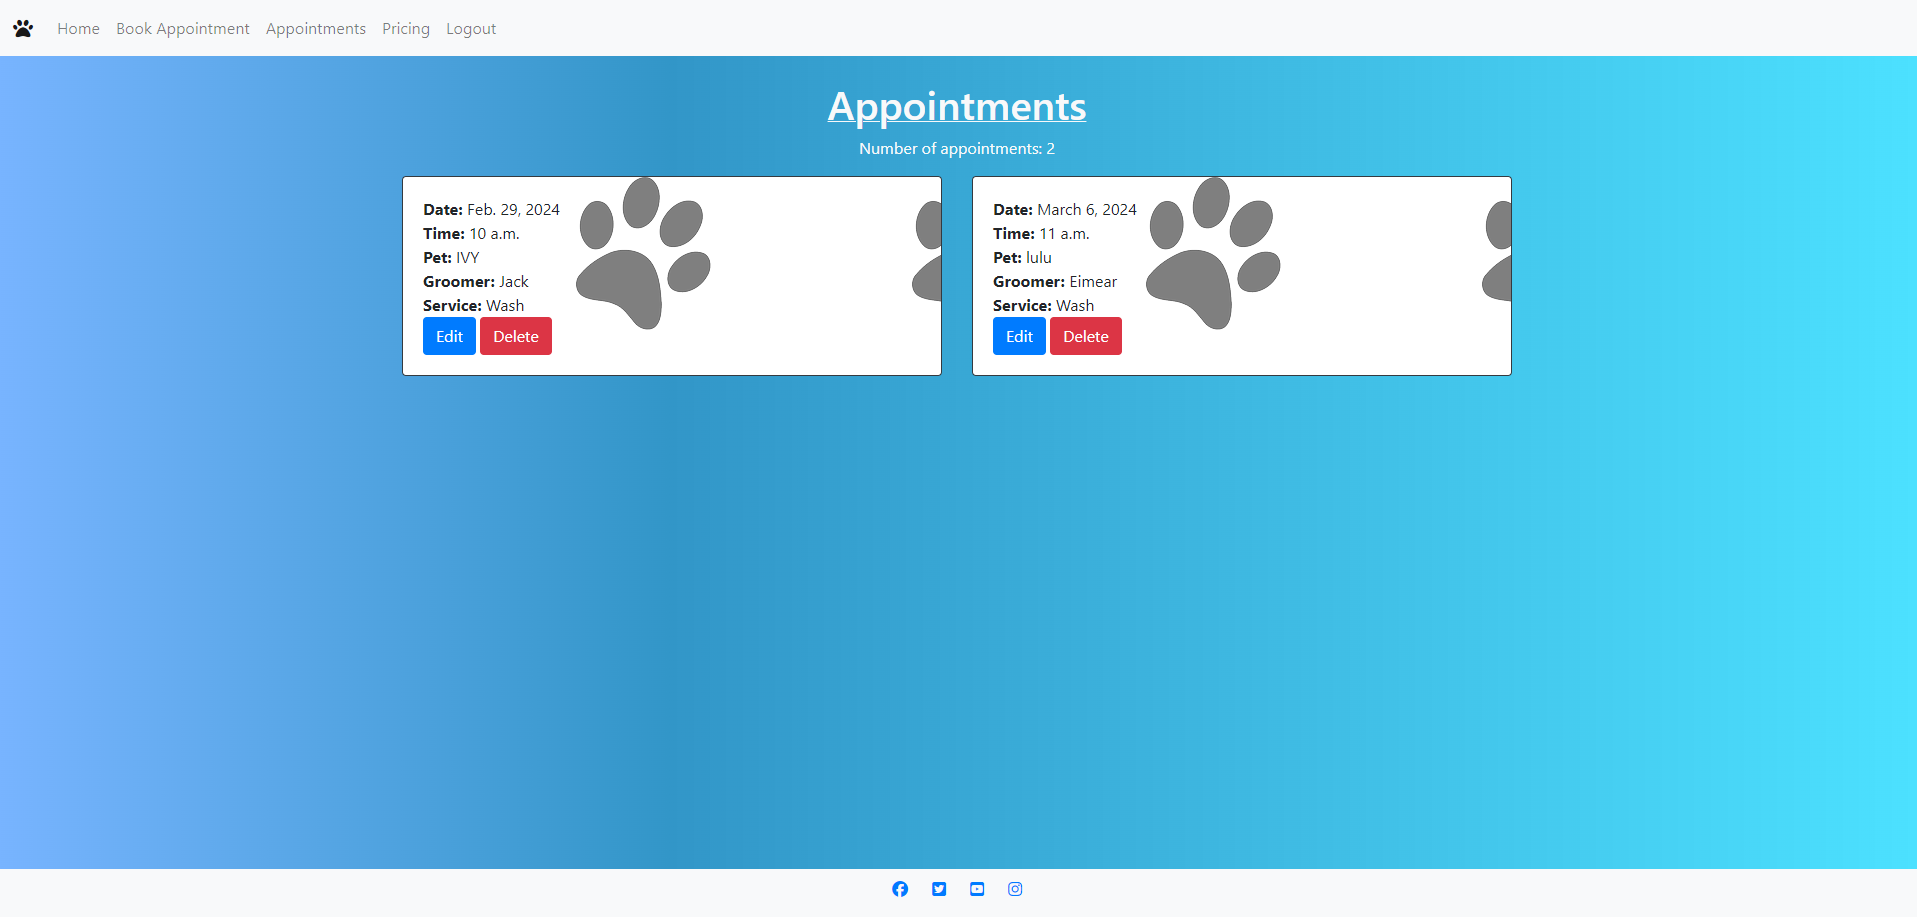 Home Book Appointment Appointments Pricing Logout
Appointments
Number of appointments: 2
Date: Feb. 29, 2024
Time: 10 a.m.
Pet: IVY
Groomer: Jack
Service: Wash
Edit Delete
Date: March 6, 2024
Time: 11 a.m.
Pet: lulu
Groomer: Eimear
Service: Wash
Edit Delete